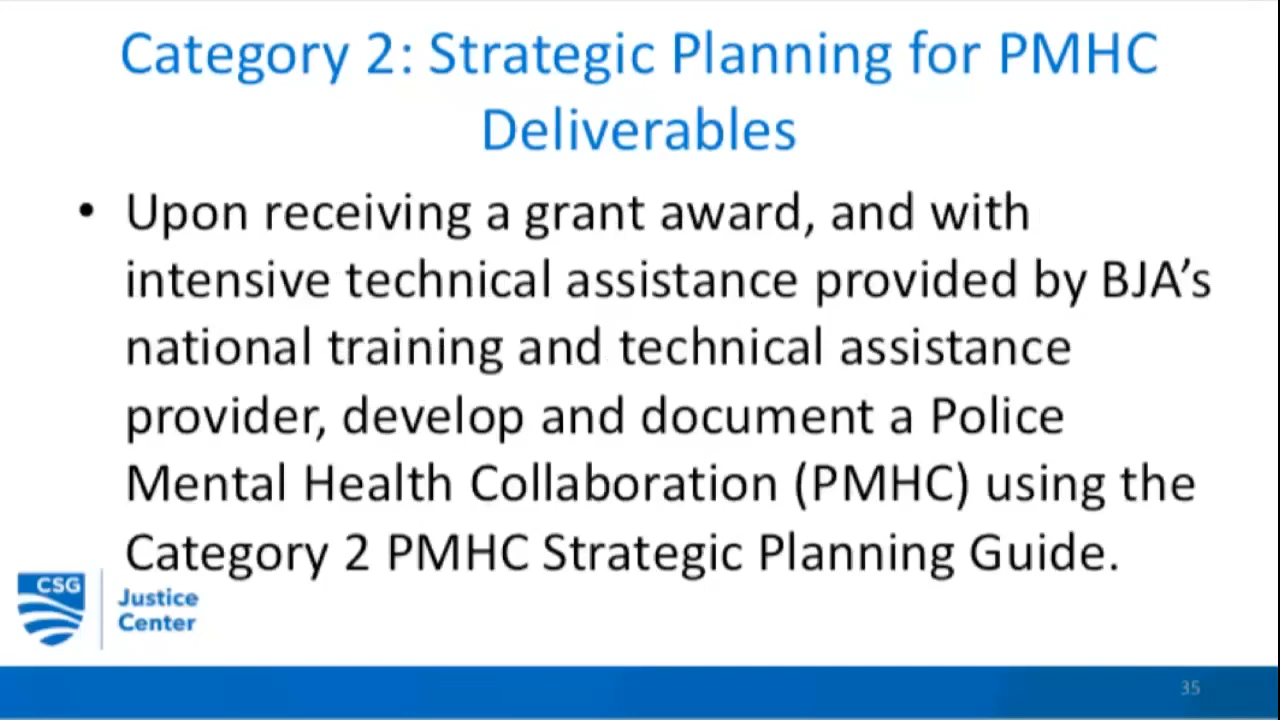 Category 2: Strategic Planning for PMHC
Deliverables
• Upon receiving a grant award, and with
intensive technical assistance provided by BJA’s
national training and technical assistance
provider, develop and document a Police
Mental Health Collaboration (PMHC) using the
Category 2 PMHC Strategic Planning Guide.
CSG
Justice
Center
35